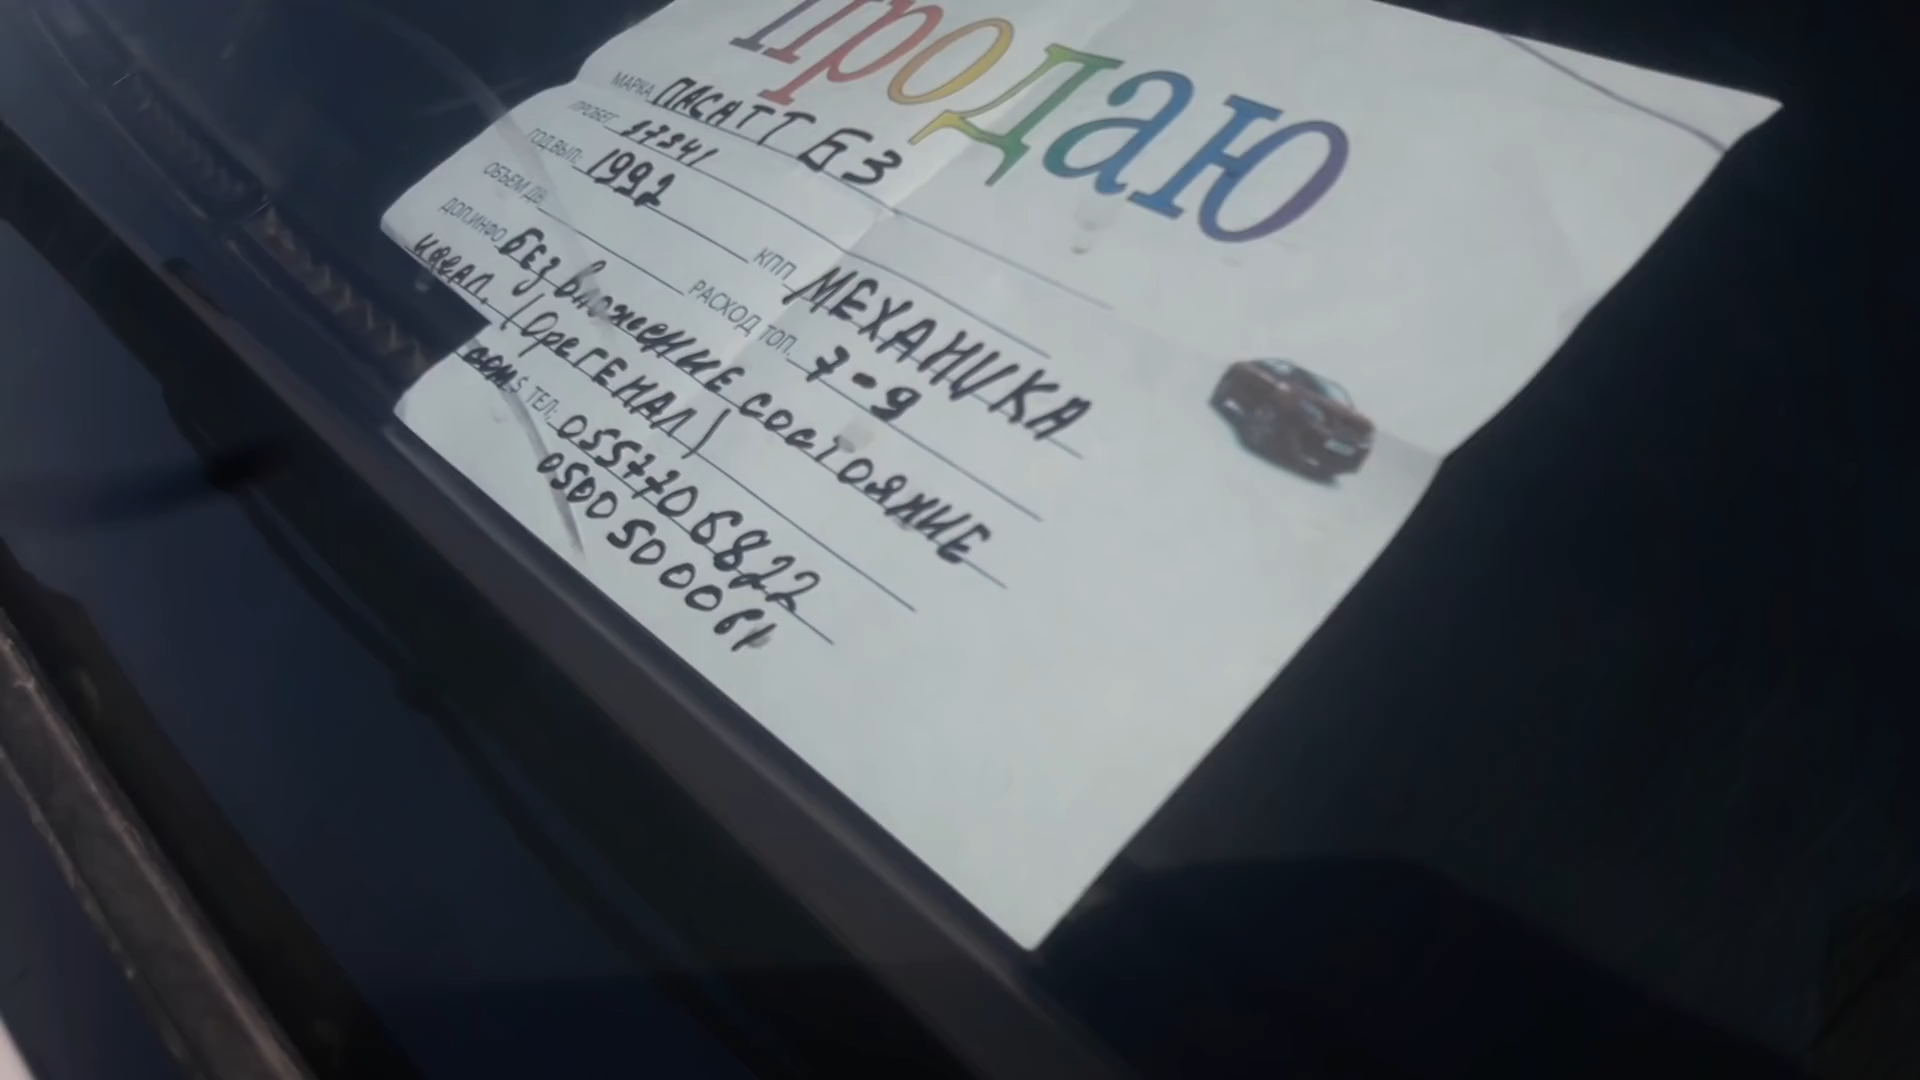 Продаю
МАРКА ПАСАТТ Б3
ПРОБЕГ 17341
ГОД ВЫП: 1992 КПП МЕХАНИКА
ОБЪЕМ ДВ. РАСХОД ТОП. 7-9
ДОП.ИНФО БЕЗ вложение состояние
идеал. (ОреГЕНАЛ)
$ ТЕЛ: 0557706822
0500500061